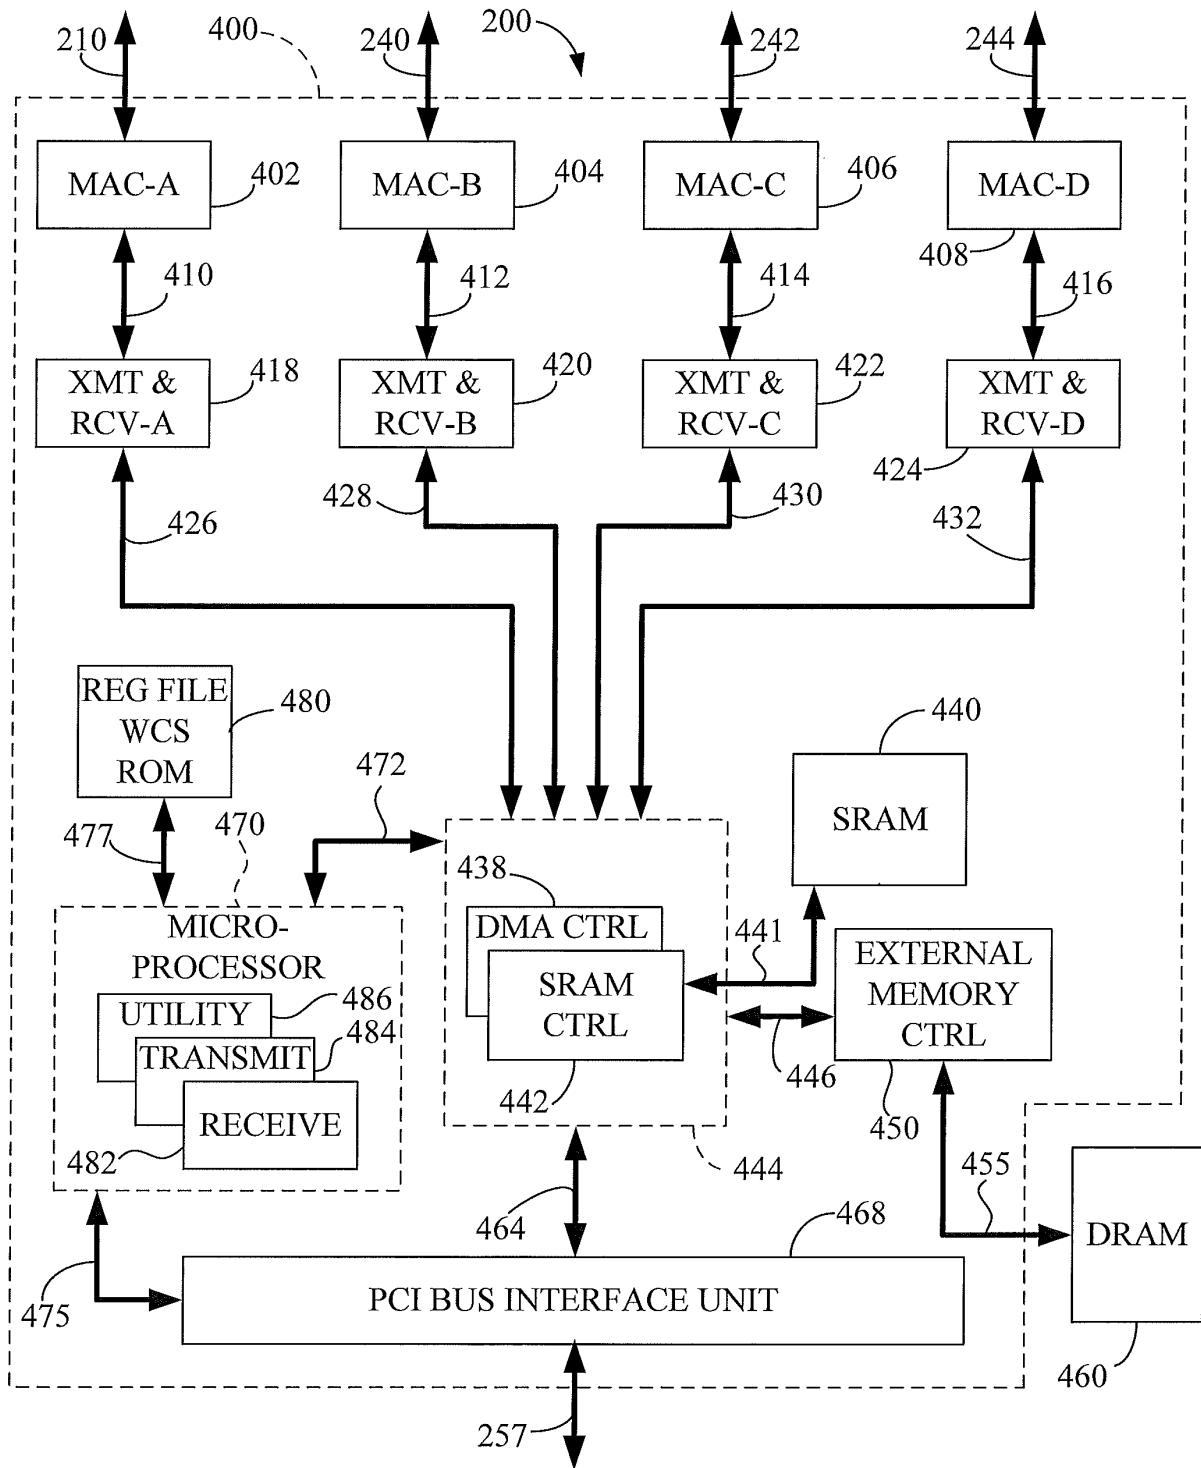 210
400
240
200
242
244
MAC-A
402
MAC-B
404
MAC-C
406
MAC-D
408
410
412
414
416
XMT &
RCV-A
418
XMT &
RCV-B
420
XMT &
RCV-C
422
XMT &
RCV-D
424
426
428
430
432
REG FILE
WCS
ROM
480
440
SRAM
472
477
470
438
DMA CTRL
441
SRAM
CTRL
442
EXTERNAL
MEMORY
CTRL
446
450
MICRO-
PROCESSOR
UTILITY
486
TRANSMIT
484
RECEIVE
482
444
455
464
468
DRAM
460
475
PCI BUS INTERFACE UNIT
257